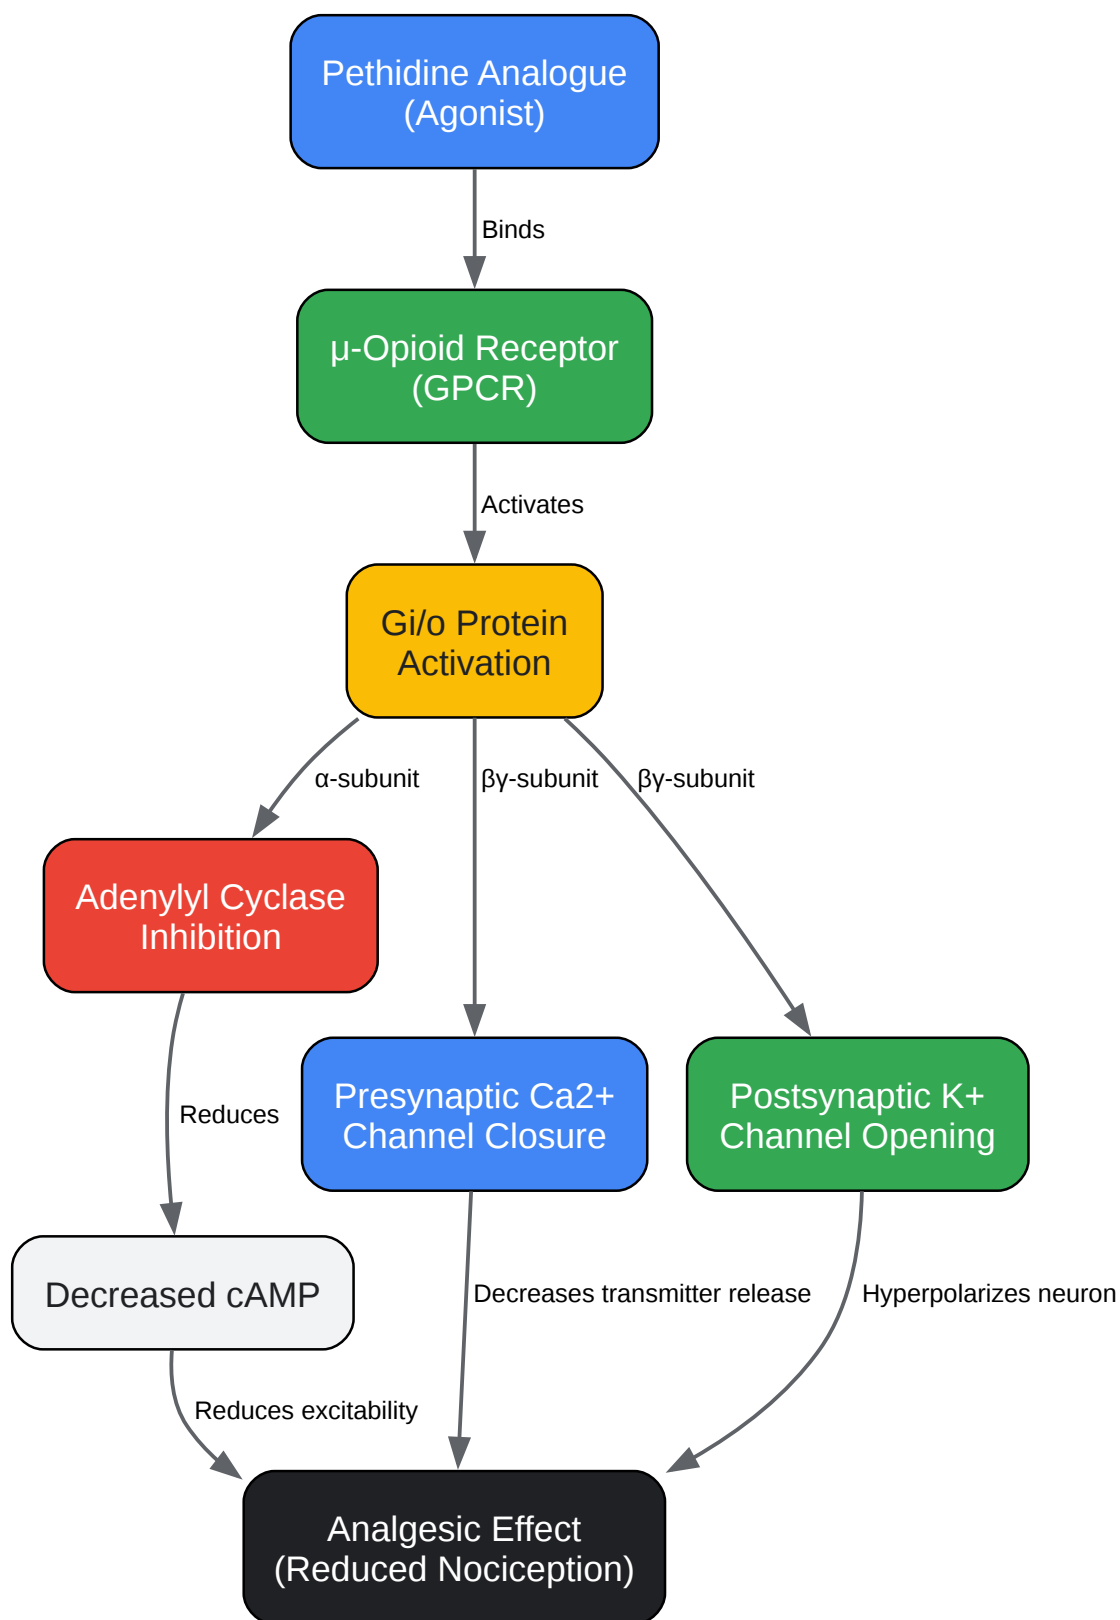 Pethidine Analogue
(Agonist)
Binds
μ-Opioid Receptor
(GPCR)
Activates
Gi/o Protein
Activation
α-subunit
βγ-subunit
βγ-subunit
Adenylyl Cyclase
Inhibition
Presynaptic Ca2+
Channel Closure
Postsynaptic K+
Channel Opening
Reduces
Decreased cAMP
Decreases transmitter release
Hyperpolarizes neuron
Reduces excitability
Analgesic Effect
(Reduced Nociception)